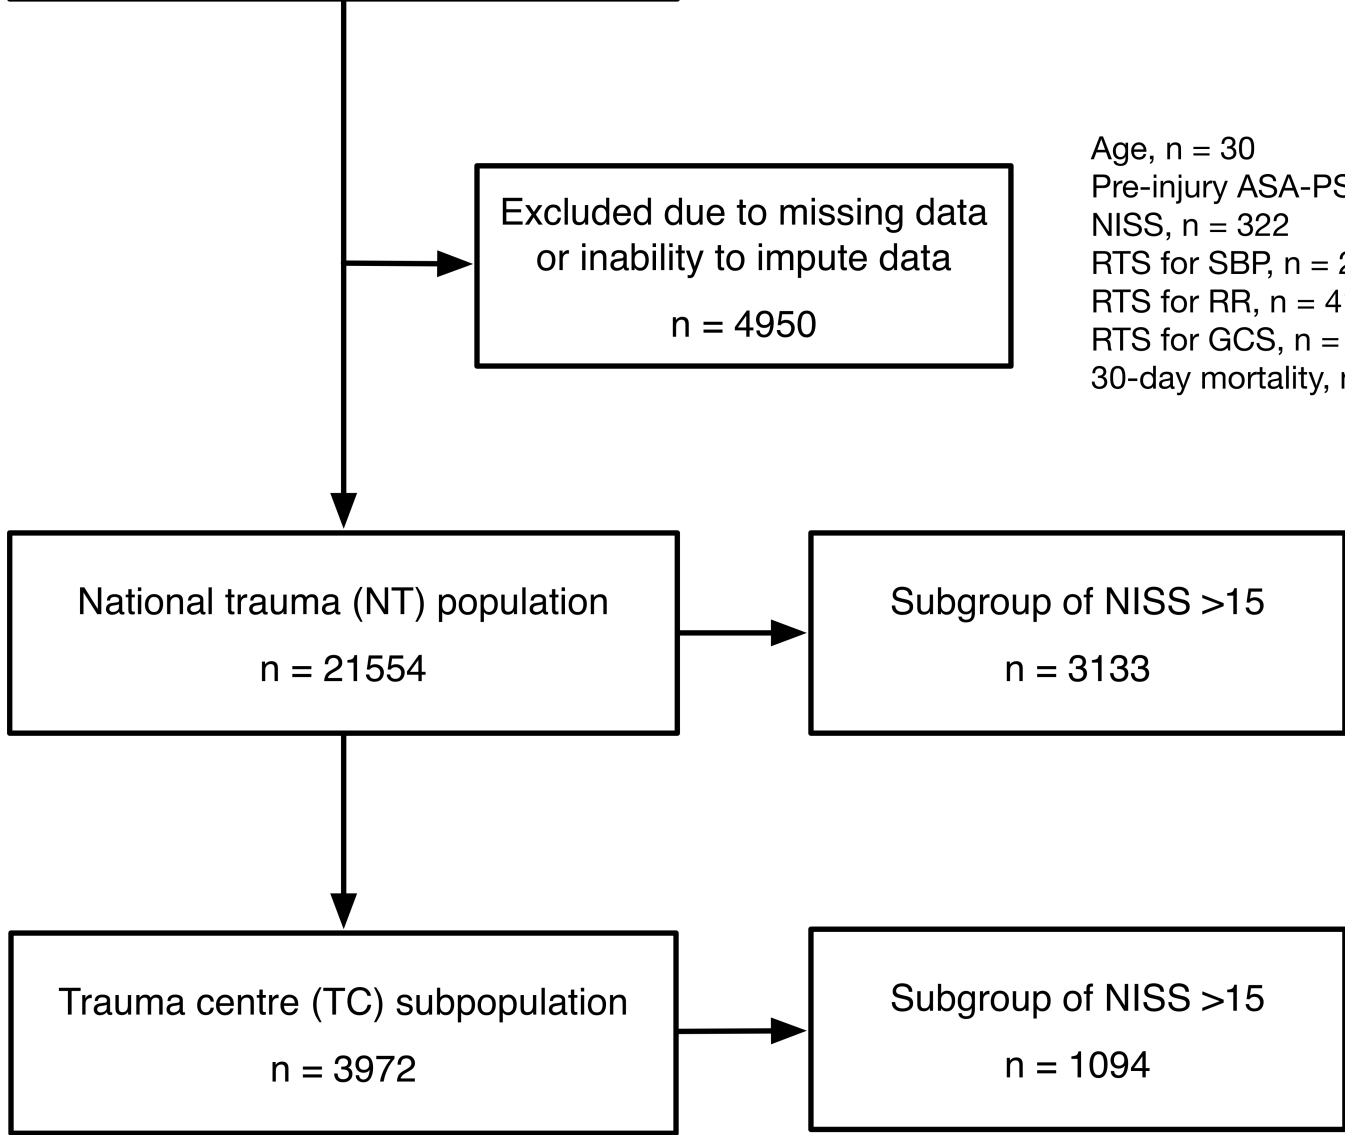 Age, n = 30
Pre-injury
NISS, n = 322
RTS for SBP, n =
RTS for RR, n =
RTS for GCS, n =
30-day mortality,
Excluded due to missing data
or inability to impute data
n = 4950
National trauma (NT) population
n = 21554
Subgroup of NISS >15
n = 3133
Trauma centre (TC) subpopulation
n = 3972
Subgroup of NISS >15
n = 1094